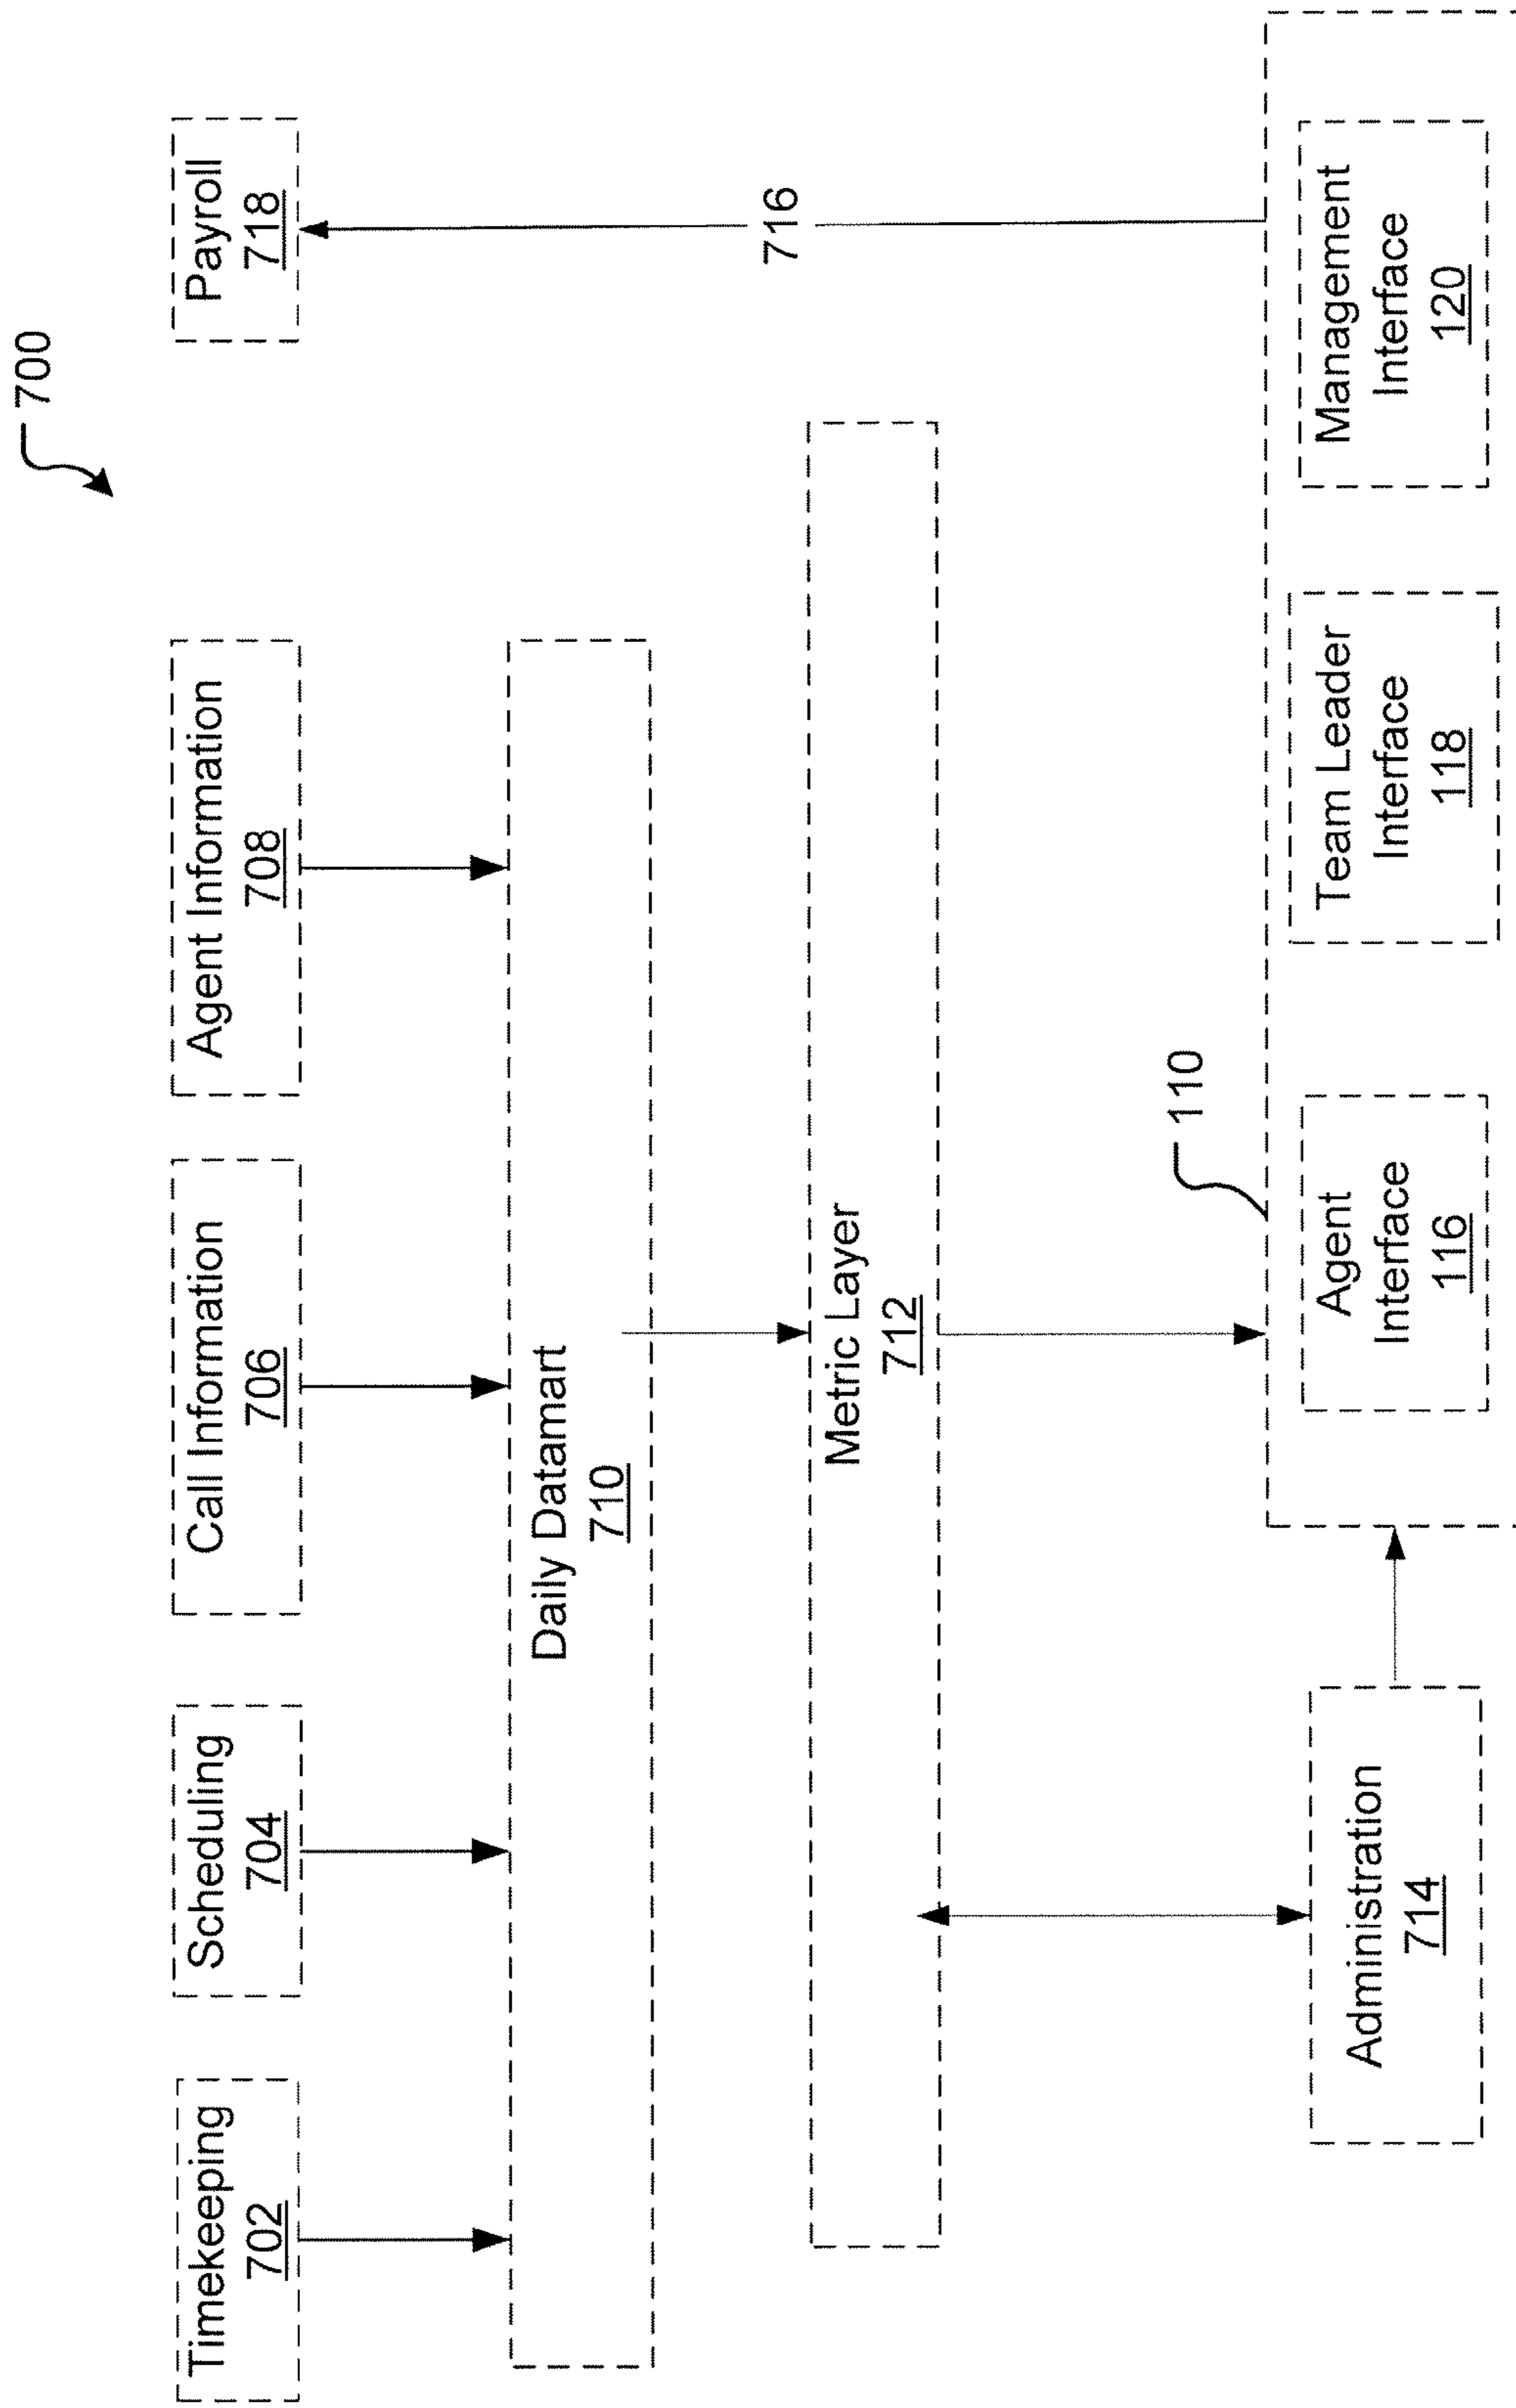 700
Timekeeping
702
Scheduling
704
Call Information
706
Agent Information
708
Payroll
718
Daily Datamart
710
Metric Layer
712
716
110
Administration
714
Agent
Interface
116
Team Leader
Interface
118
Management
Interface
120